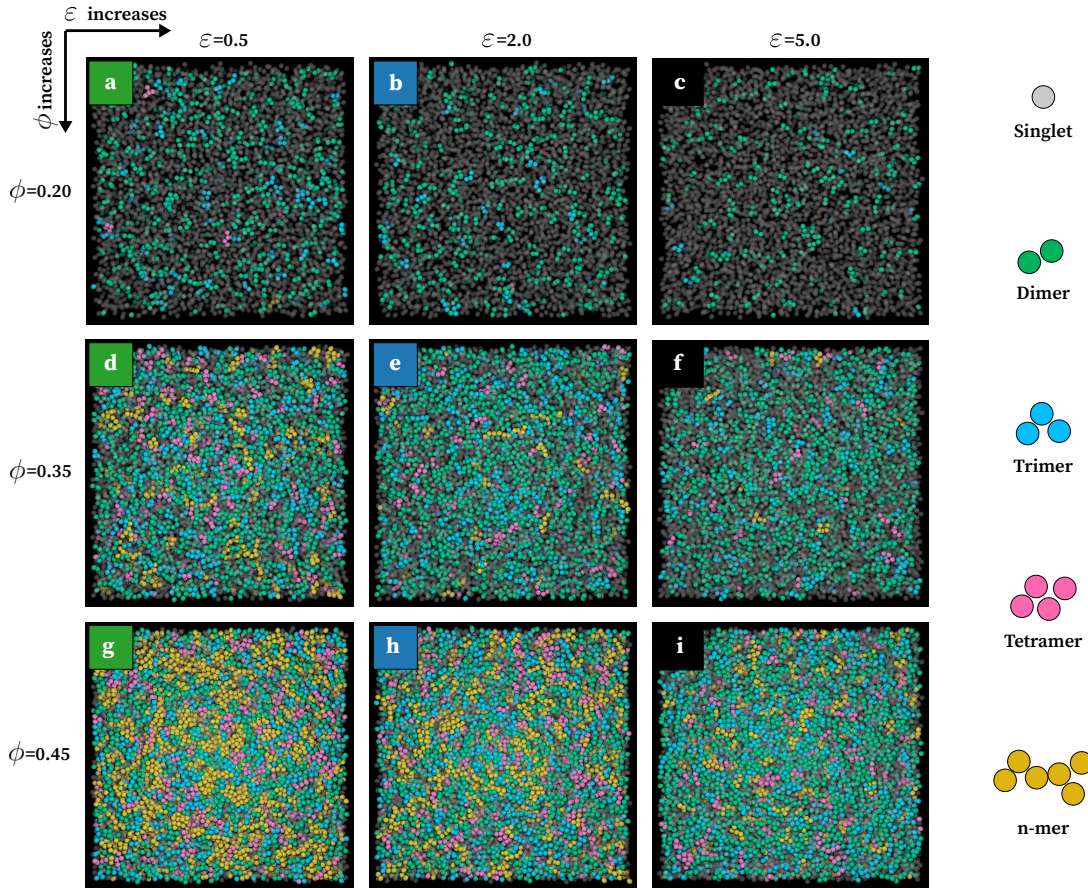 ε increases
ϕ increases
ε=0.5
ε=2.0
ε=5.0
a
b
c
ϕ=0.20
d
e
f
ϕ=0.35
g
h
i
ϕ=0.45
Singlet
Dimer
Trimer
Tetramer
n-mer